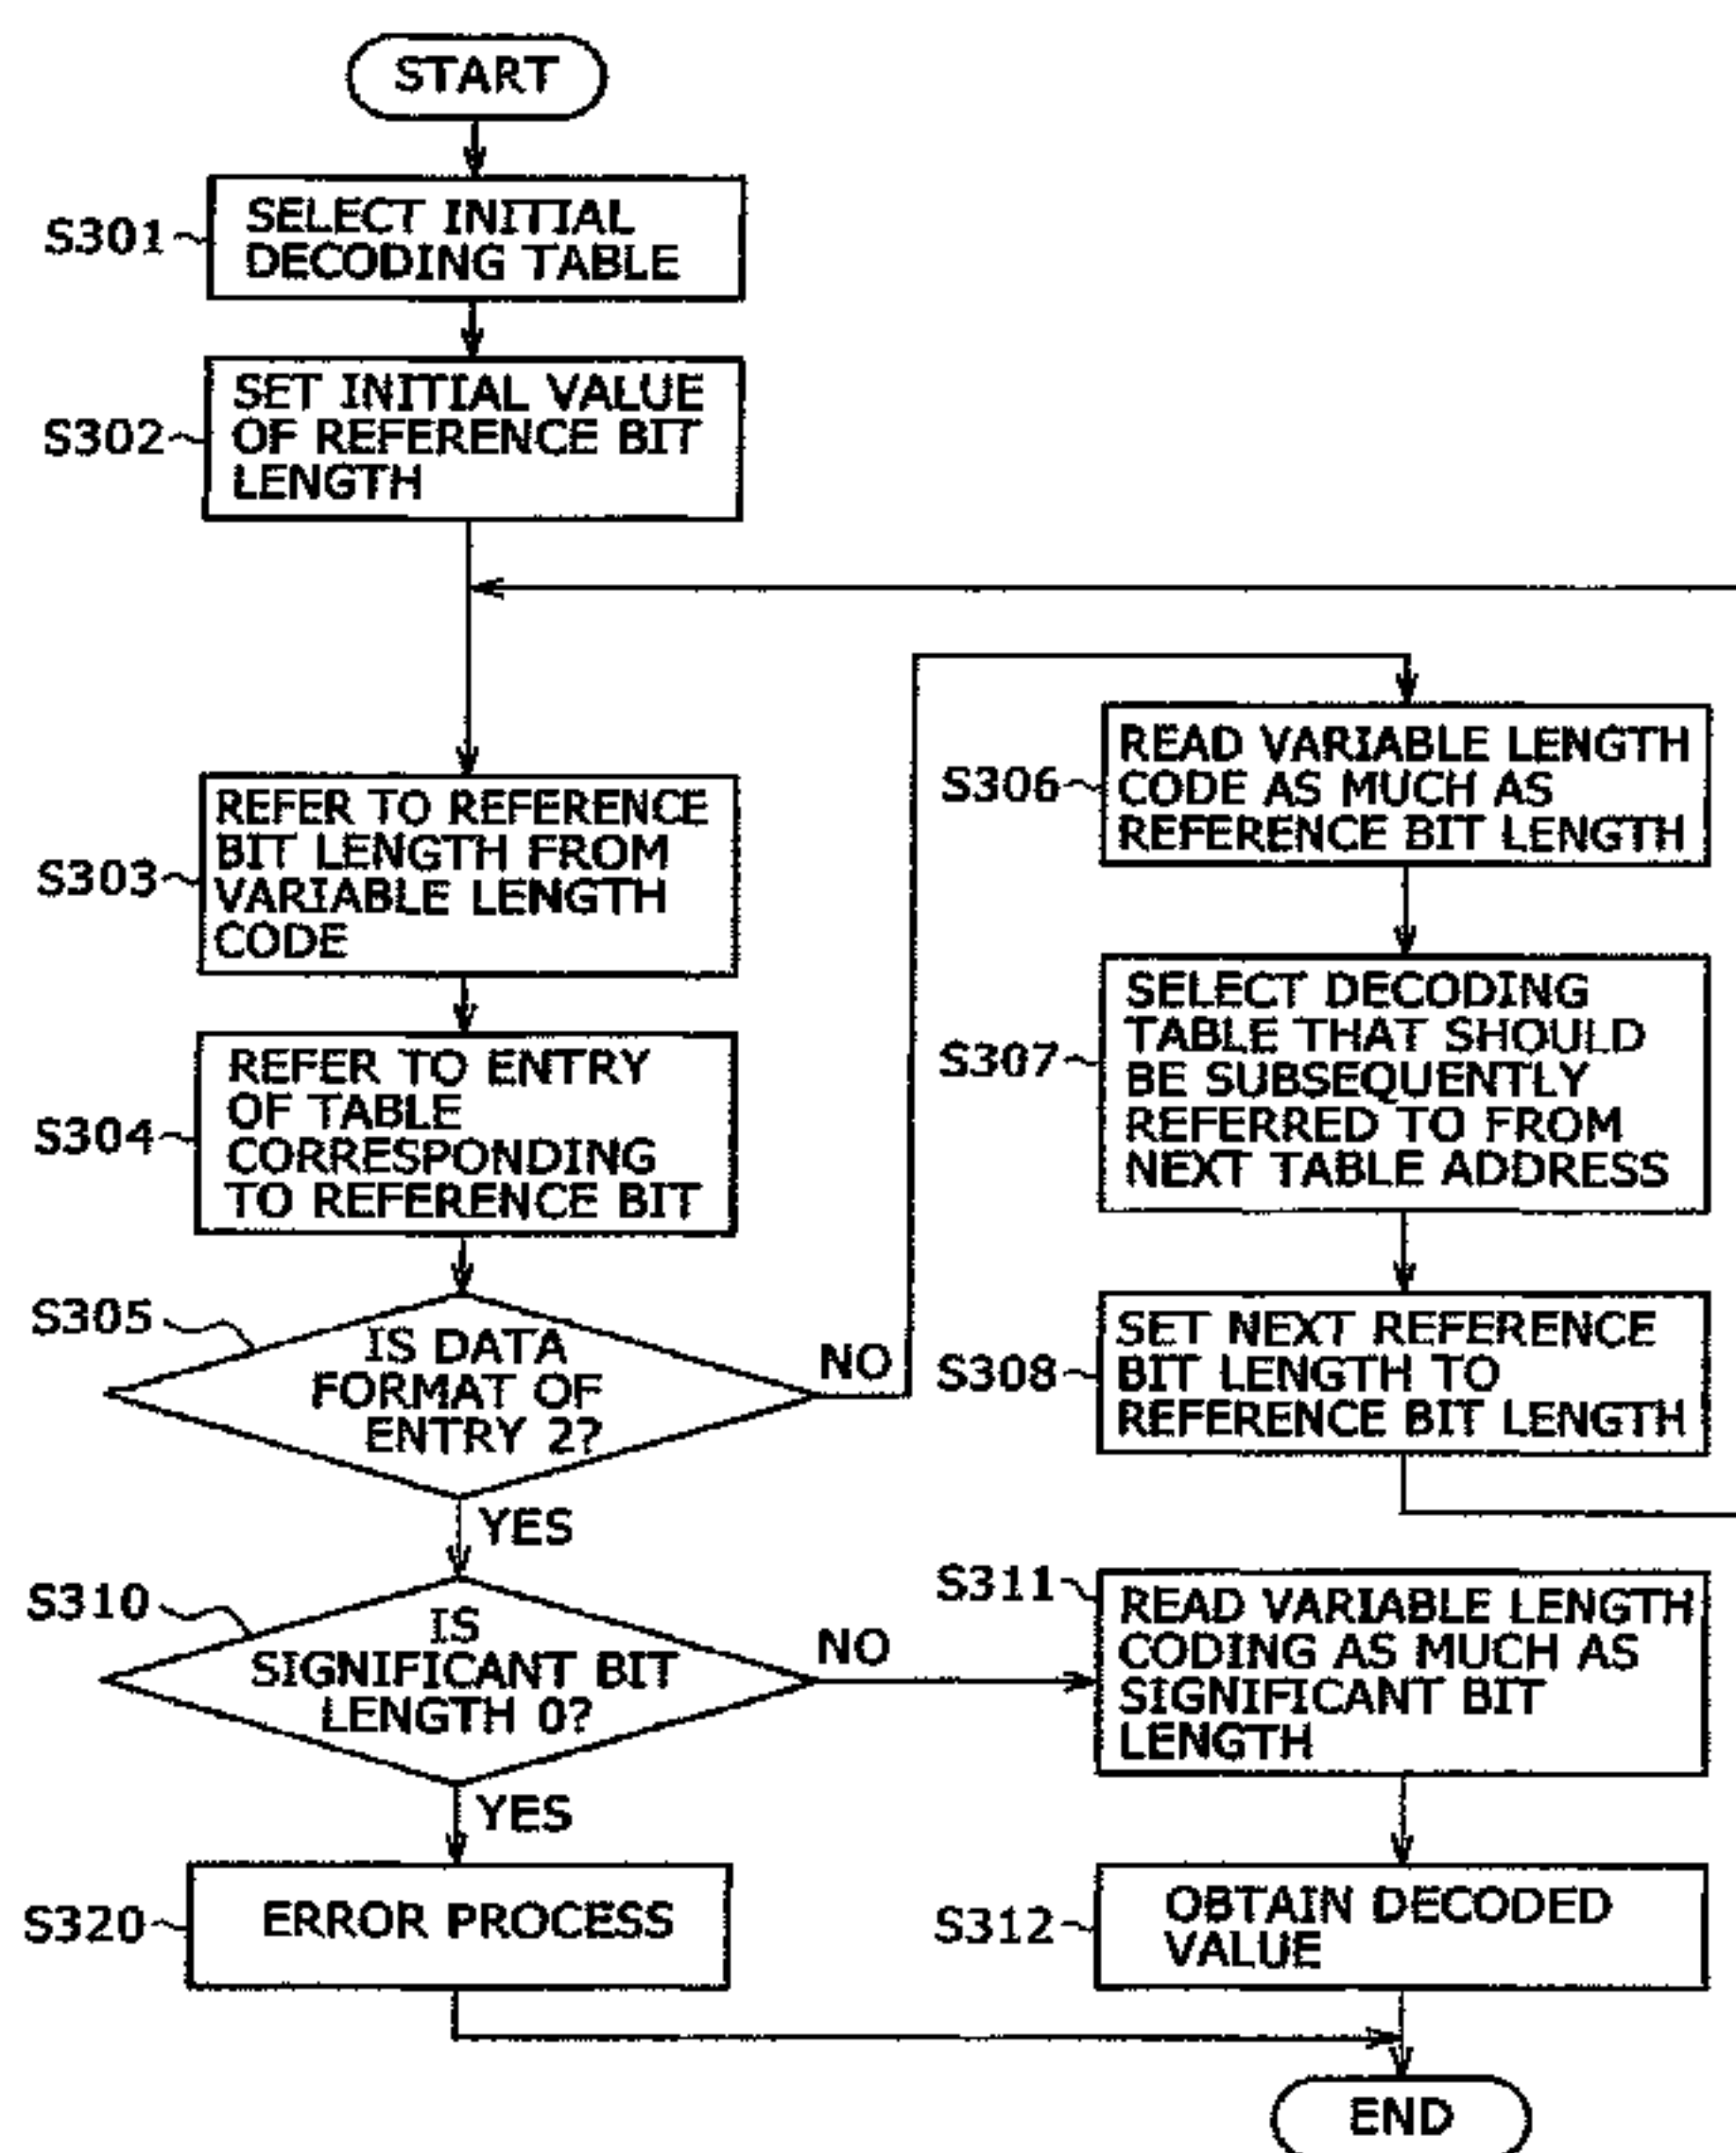 START
S301
SELECT INITIAL
DECODING TABLE
S302
SET INITIAL VALUE
OF REFERENCE BIT
LENGTH
S303
REFER TO REFERENCE
BIT LENGTH FROM
VARIABLE LENGTH
CODE
S304
REFER TO ENTRY
OF TABLE
CORRESPONDING
TO REFERENCE BIT
S305
IS DATA
FORMAT OF
ENTRY 2?
NO
YES
S306
READ VARIABLE LENGTH
CODE AS MUCH AS
REFERENCE BIT LENGTH
S307
SELECT DECODING
TABLE THAT SHOULD
BE SUBSEQUENTLY
REFERRED TO FROM
NEXT TABLE ADDRESS
S308
SET NEXT REFERENCE
BIT LENGTH TO
REFERENCE BIT LENGTH
S310
IS
SIGNIFICANT BIT
LENGTH 0?
NO
YES
S311
READ VARIABLE LENGTH
CODING AS MUCH AS
SIGNIFICANT BIT
LENGTH
S320
ERROR PROCESS
S312
OBTAIN DECODED
VALUE
END